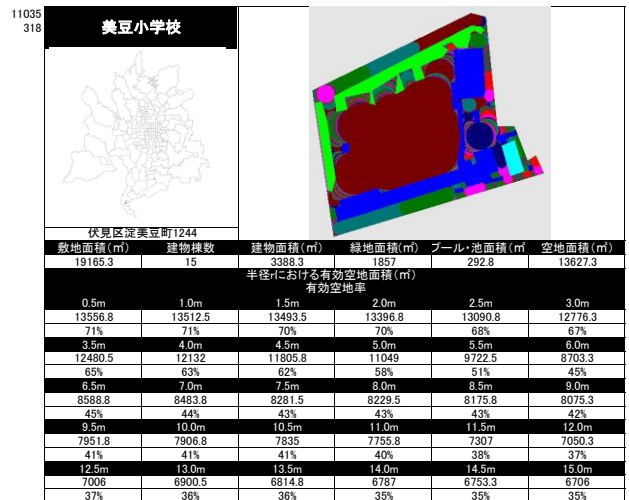 11035
318
美豆小学校
伏見区淀美豆町1244
敷地面積(㎡) 建物棟数 建物面積(㎡) 緑地面積(㎡) プール・池面積(㎡ 空地面積(㎡)
19165.3 15 3388.3 1857 292.8 13627.3
半径rにおける有効空地面積(㎡)
有効空地率
0.5m 1.0m 1.5m 2.0m 2.5m 3.0m
13556.8 13512.5 13493.5 13396.8 13090.8 12776.3
71% 71% 70% 70% 68% 67%
3.5m 4.0m 4.5m 5.0m 5.5m 6.0m
12480.5 12132 11805.8 11049 9722.5 8703.3
65% 63% 62% 58% 51% 45%
6.5m 7.0m 7.5m 8.0m 8.5m 9.0m
8588.8 8483.8 8281.5 8229.5 8175.8 8075.3
45% 44% 43% 43% 43% 42%
9.5m 10.0m 10.5m 11.0m 11.5m 12.0m
7951.8 7906.8 7835 7755.8 7307 7050.3
41% 41% 41% 40% 38% 37%
12.5m 13.0m 13.5m 14.0m 14.5m 15.0m
7006 6900.5 6814.8 6787 6753.3 6706
37% 36% 36% 35% 35% 35%